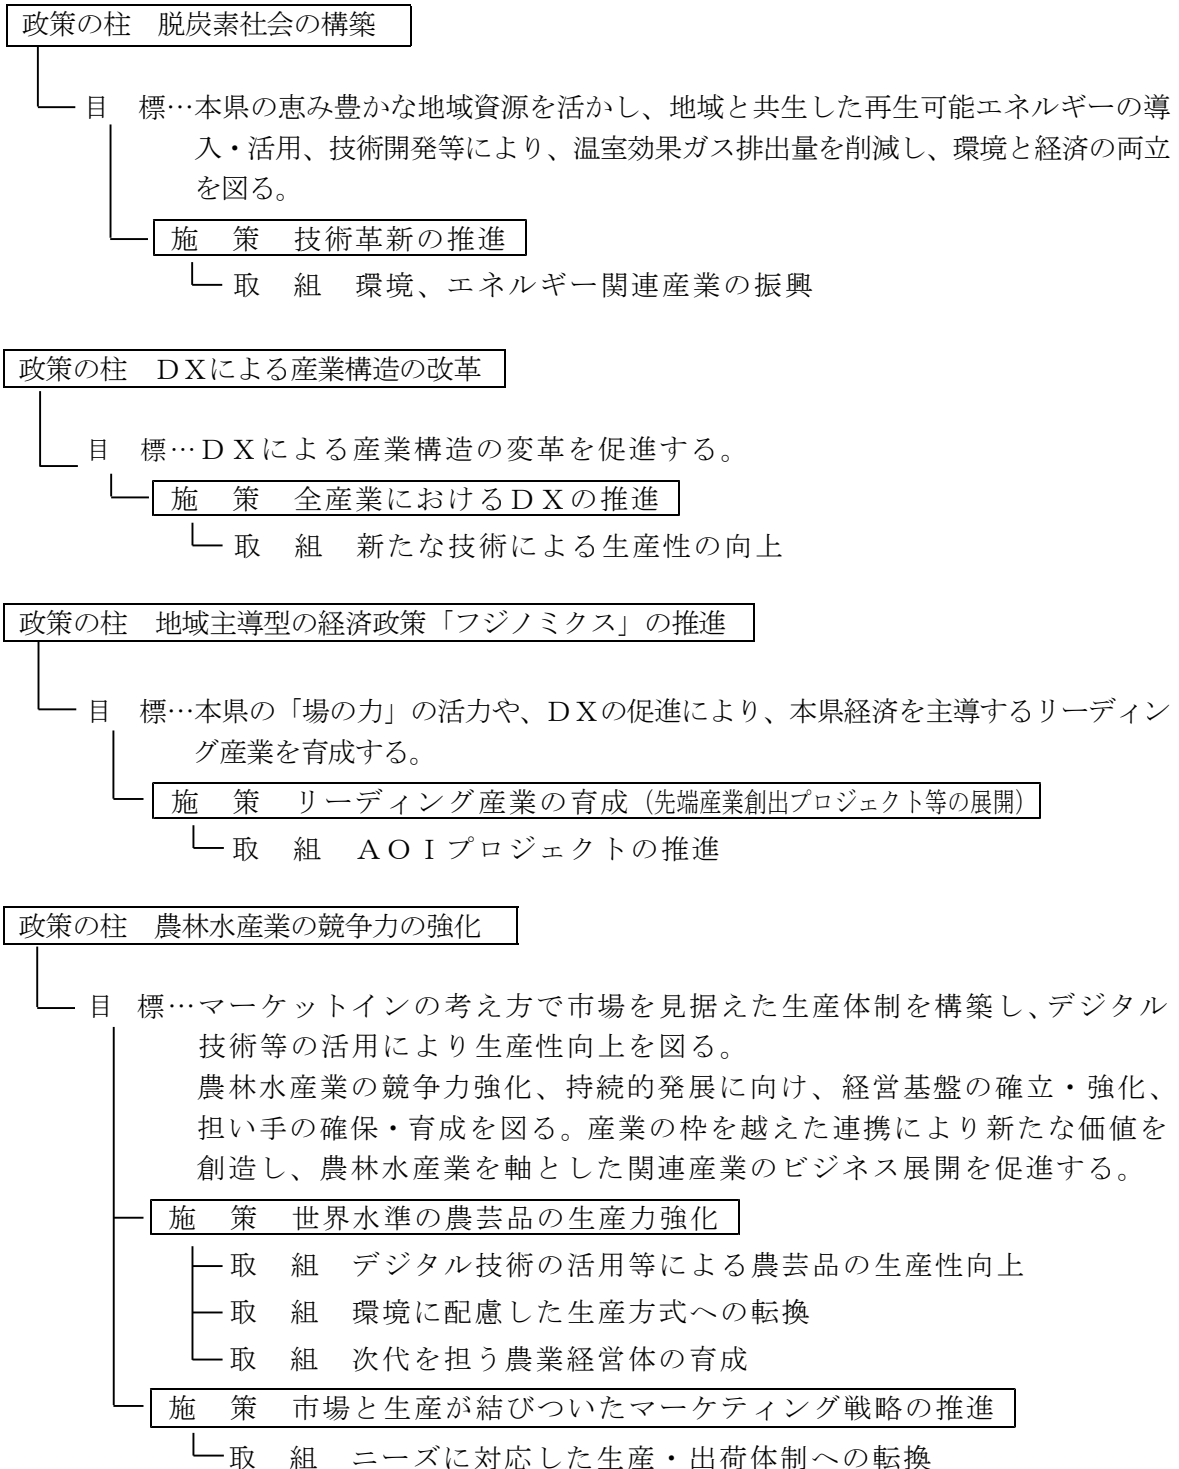 政策の柱　脱炭素社会の構築
目　標…本県の恵み豊かな地域資源を活かし、地域と共生した再生可能エネルギーの導
入・活用、技術開発等により、温室効果ガス排出量を削減し、環境と経済の両立
を図る。
施　策　技術革新の推進
取　組　環境、エネルギー関連産業の振興
政策の柱　ＤＸによる産業構造の改革
目　標…ＤＸによる産業構造の変革を促進する。
施　策　全産業におけるＤＸの推進
取　組　新たな技術による生産性の向上
政策の柱　地域主導型の経済政策「フジノミクス」の推進
目　標…本県の「場の力」の活力や、ＤＸの促進により、本県経済を主導するリーディン
グ産業を育成する。
施　策　リーディング産業の育成（先端産業創出プロジェクト等の展開）
取　組　ＡＯＩプロジェクトの推進
政策の柱　農林水産業の競争力の強化
目　標…マーケットインの考え方で市場を見据えた生産体制を構築し、デジタル
技術等の活用により生産性向上を図る。
農林水産業の競争力強化、持続的発展に向け、経営基盤の確立・強化、
担い手の確保・育成を図る。産業の枠を越えた連携により新たな価値を
創造し、農林水産業を軸とした関連産業のビジネス展開を促進する。
施　策　世界水準の農芸品の生産力強化
取　組　デジタル技術の活用等による農芸品の生産性向上
取　組　環境に配慮した生産方式への転換
取　組　次代を担う農業経営体の育成
施　策　市場と生産が結びついたマーケティング戦略の推進
取　組　ニーズに対応した生産・出荷体制への転換